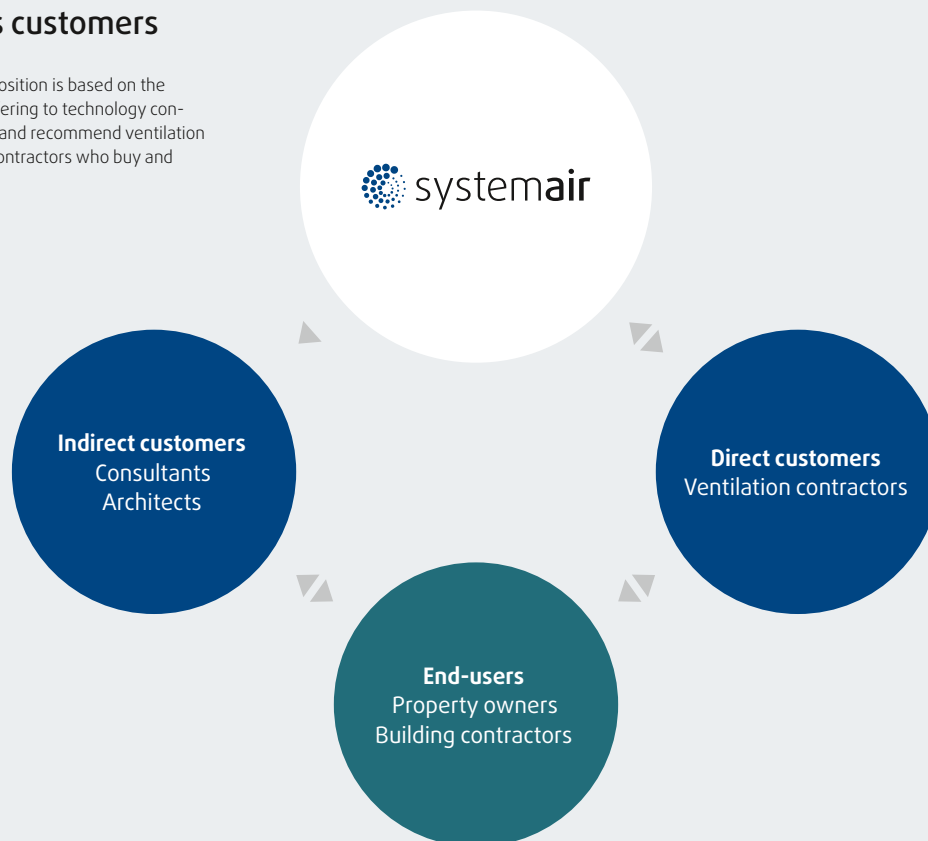 s customers
osition is based on the
ering to technology con-
and recommend ventilation
ontractors who buy and
systemair
Indirect customers
Consultants
Architects
Direct customers
Ventilation contractors
End-users
Property owners
Building contractors